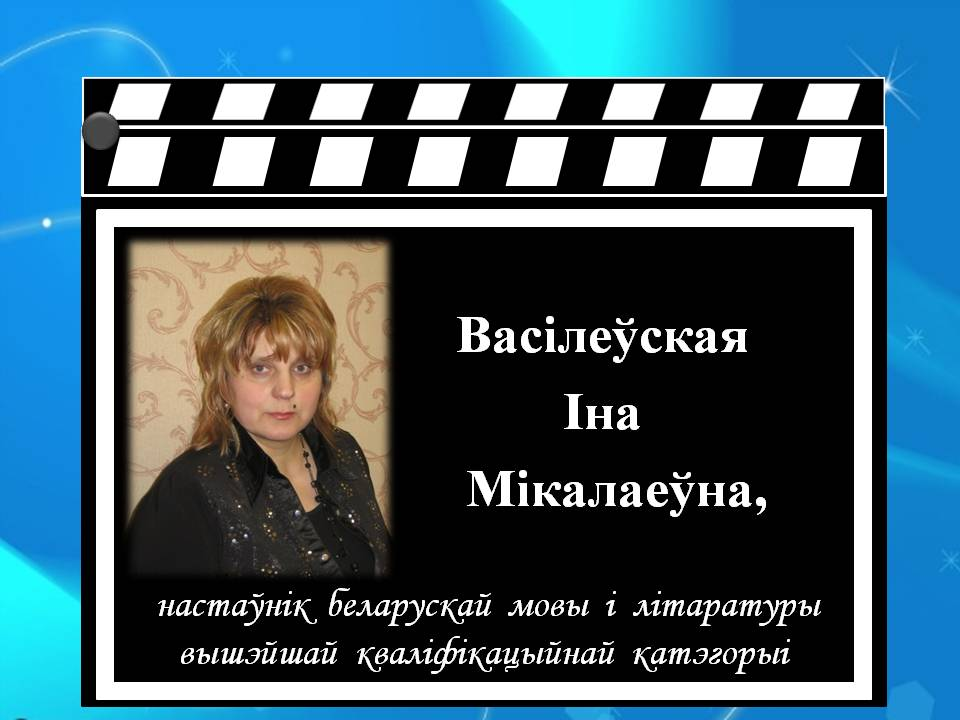 Васілеўская
Іна
Мікалаеўна,
настаўнік беларускай мовы і літаратуры
вышэйшай кваліфікацыйнай катэгорыі